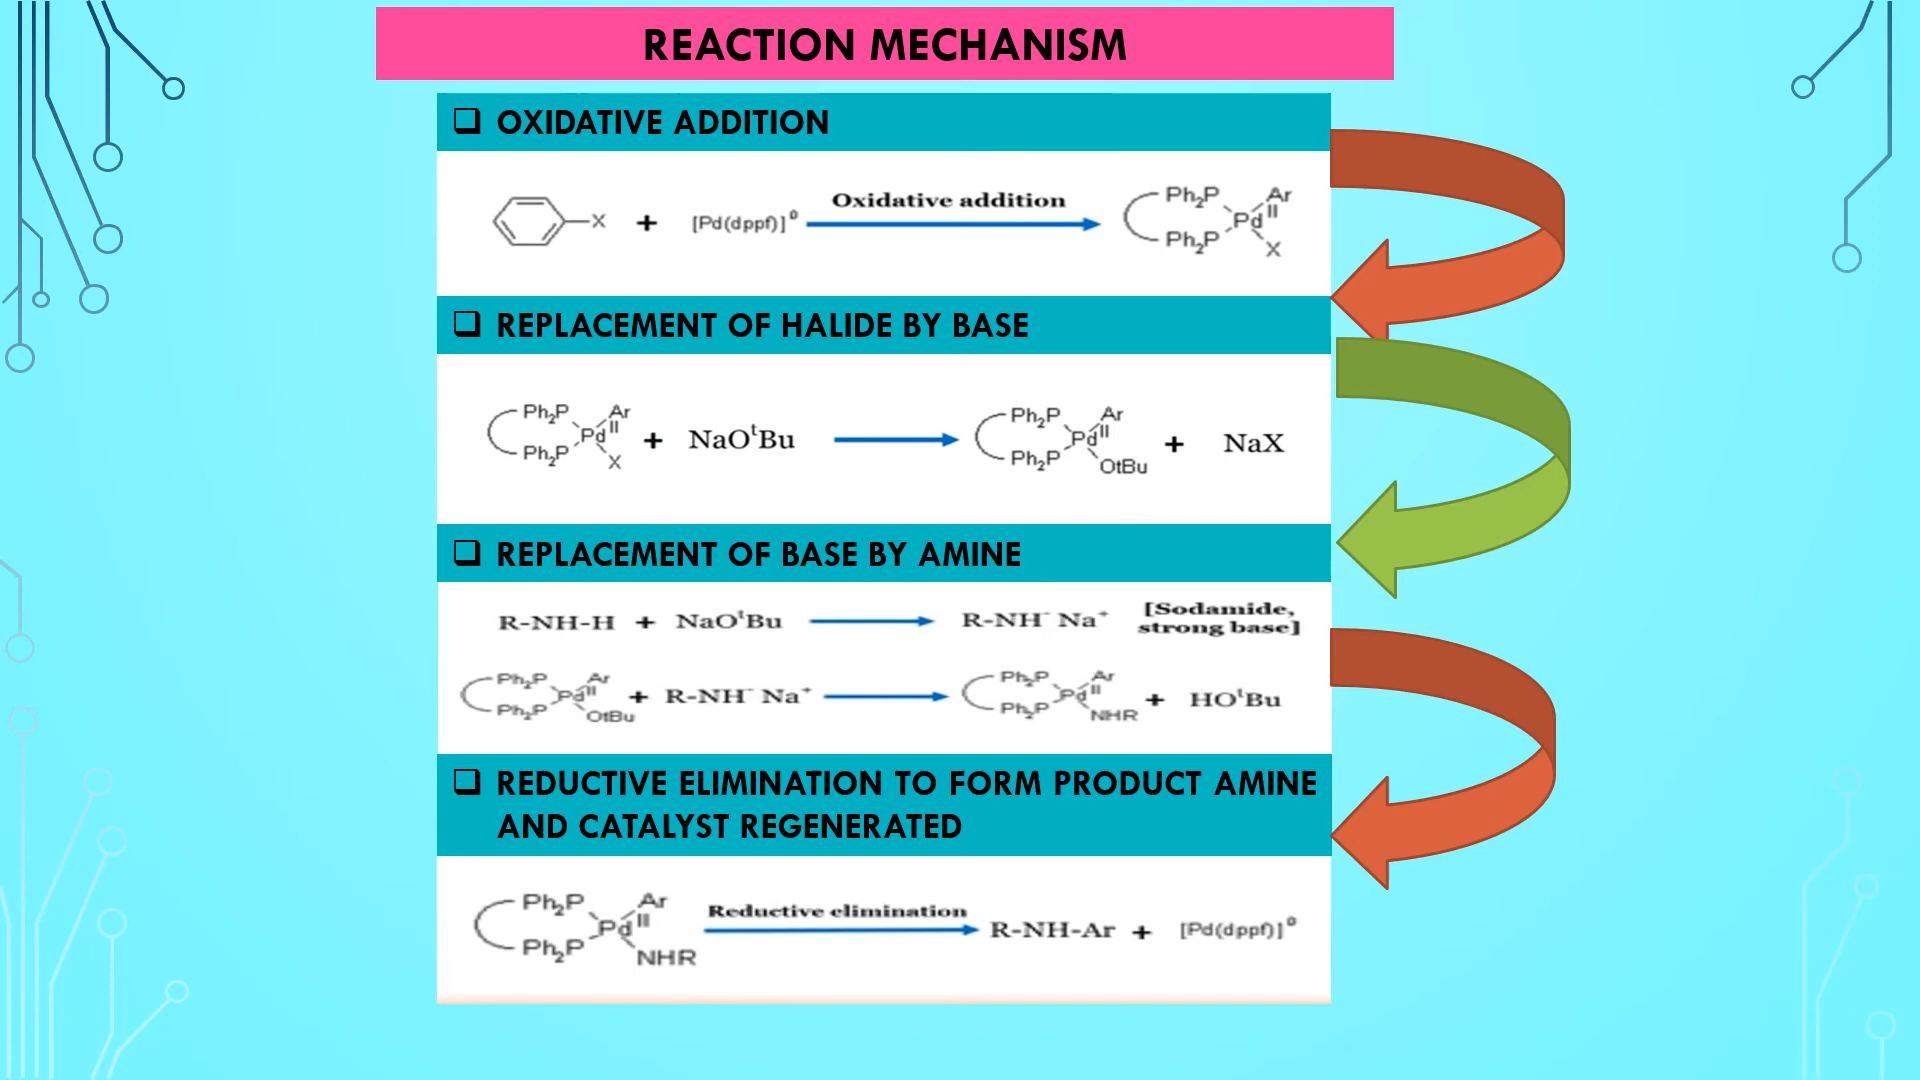 REACTION MECHANISM
❑ OXIDATIVE ADDITION
X + [Pd(dppf)]⁰ Oxidative addition Ph₂P Ph₂P Pd II Ar X
❑ REPLACEMENT OF HALIDE BY BASE
Ph₂P Ph₂P Pd II Ar X + NaOᵗBu Ph₂P Ph₂P Pd II Ar OtBu + NaX
❑ REPLACEMENT OF BASE BY AMINE
R-NH-H + NaOᵗBu R-NH⁻ Na⁺ [Sodamide,
strong base]
Ph₂P Ph₂P Pd II Ar OtBu + R-NH⁻ Na⁺ Ph₂P Ph₂P Pd II Ar NHR + HOᵗBu
❑ REDUCTIVE ELIMINATION TO FORM PRODUCT AMINE
AND CATALYST REGENERATED
Ph₂P Ph₂P Pd II Ar NHR Reductive elimination R-NH-Ar + [Pd(dppf)]⁰